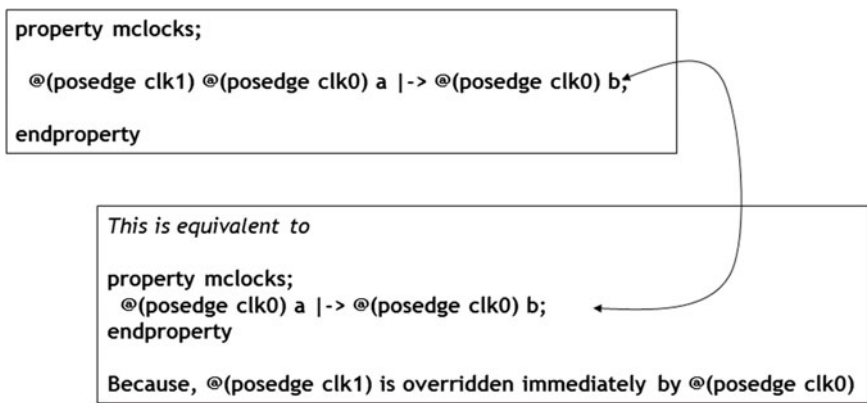 property mclocks;
@(posedge clk1) @(posedge clk0) a |-> @(posedge clk0) b;
endproperty
This is equivalent to
property mclocks;
@(posedge clk0) a |-> @(posedge clk0) b;
endproperty
Because, @(posedge clk1) is overridden immediately by @(posedge clk0)